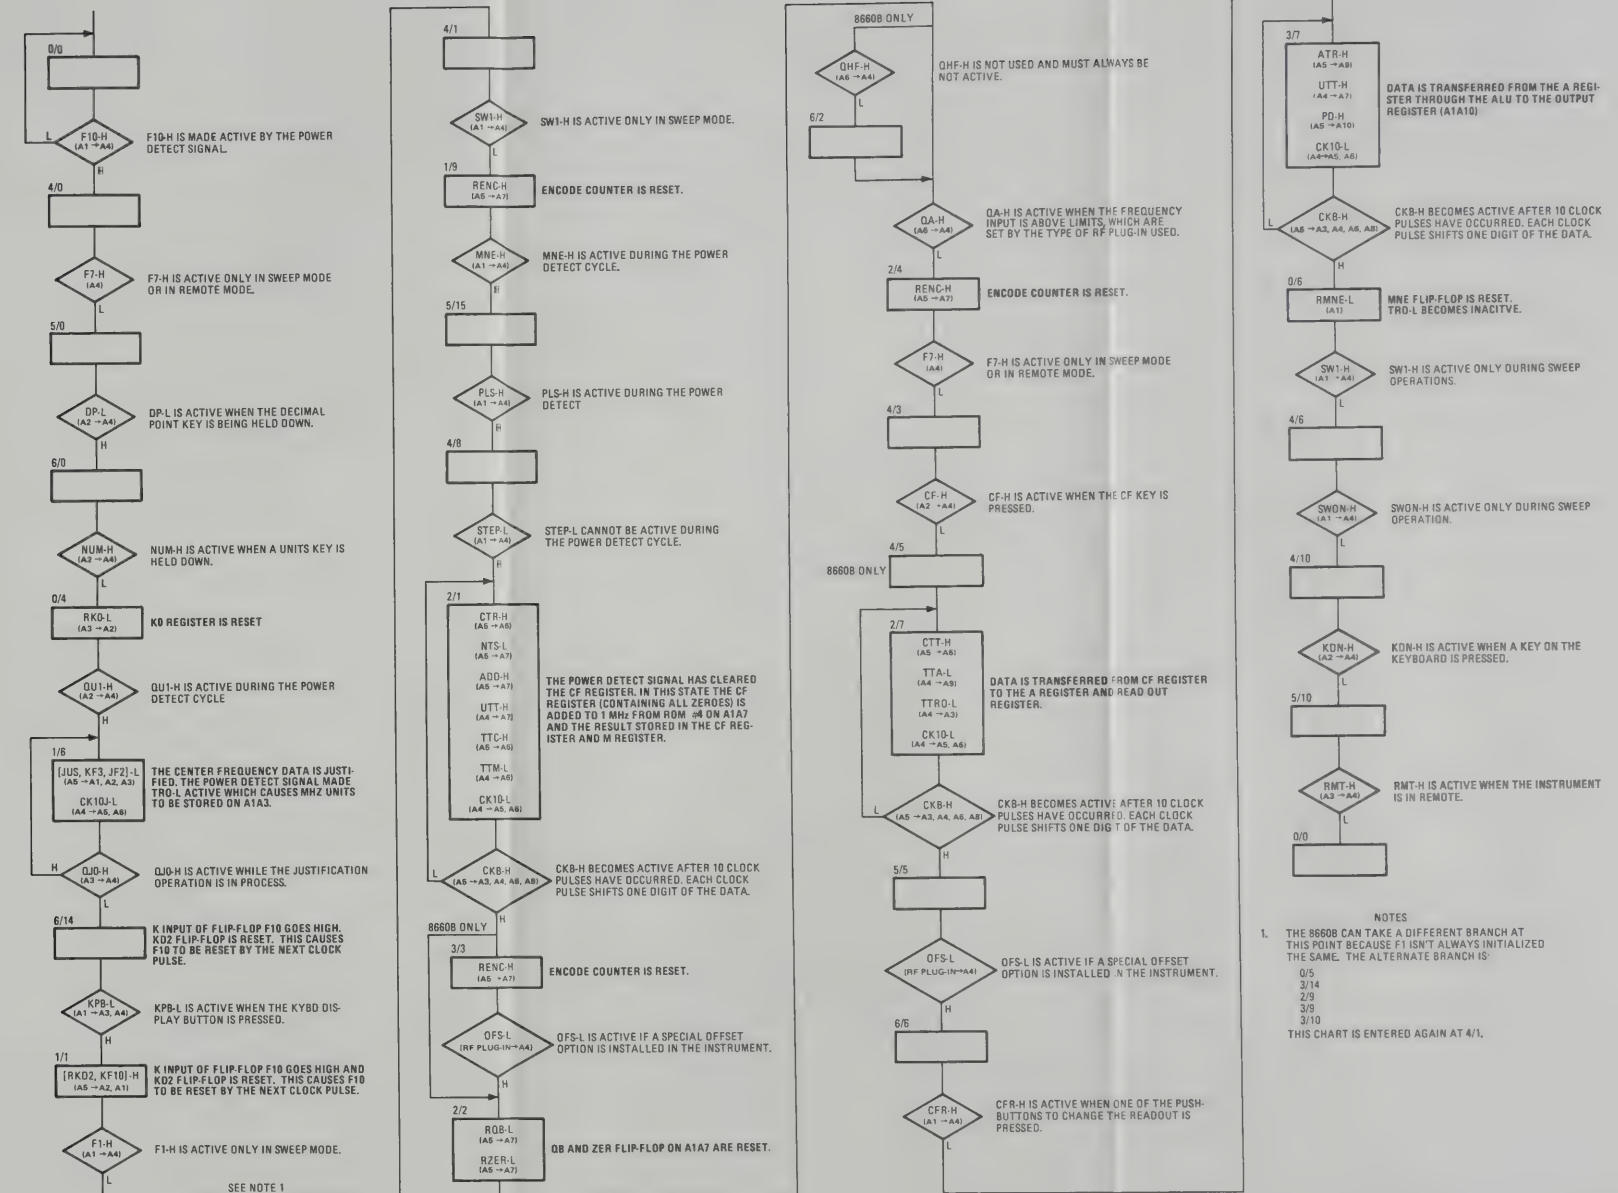 0/0
L
F10-H
(A1→A4)
H
F10-H IS MADE ACTIVE BY THE POWER
DETECT SIGNAL.
4/0
F7-H
(A4)
L
F7-H IS ACTIVE ONLY IN SWEEP MODE
OR IN REMOTE MODE.
5/0
DP-L
(A2→A4)
H
DP-L IS ACTIVE WHEN THE DECIMAL
POINT KEY IS BEING HELD DOWN.
6/0
NUM-H
(A2→A4)
L
NUM-H IS ACTIVE WHEN A UNITS KEY IS
HELD DOWN.
0/4
RKO-L
(A3→A2)
KO REGISTER IS RESET
QU1-H
(A2→A4)
H
QU1-H IS ACTIVE DURING THE POWER
DETECT CYCLE
1/6
[JUS, KF3, JF2]-L
(A5→A1, A2, A3)
CK10J-L
(A4→A5, A6)
THE CENTER FREQUENCY DATA IS JUSTI-
FIED. THE POWER DETECT SIGNAL MADE
TRO-L ACTIVE WHICH CAUSES MHZ UNITS
TO BE STORED ON A1A3.
H
QJ0-H
(A3→A4)
L
QJ0-H IS ACTIVE WHILE THE JUSTIFICATION
OPERATION IS IN PROCESS.
6/14
K INPUT OF FLIP-FLOP F10 GOES HIGH.
KD2 FLIP-FLOP IS RESET. THIS CAUSES
F10 TO BE RESET BY THE NEXT CLOCK
PULSE.
KPB-L
(A1→A3, A4)
H
KPB-L IS ACTIVE WHEN THE KYBD DIS-
PLAY BUTTON IS PRESSED.
1/1
[RKD2, KF10]-H
(A5→A2, A1)
K INPUT OF FLIP-FLOP F10 GOES HIGH AND
KD2 FLIP-FLOP IS RESET. THIS CAUSES F10
TO BE RESET BY THE NEXT CLOCK PULSE.
F1-H
(A1→A4)
L
F1-H IS ACTIVE ONLY IN SWEEP MODE.
SEE NOTE 1
4/1
SW1-H
(A1→A4)
L
SW1-H IS ACTIVE ONLY IN SWEEP MODE.
1/9
RENC-H
(A5→A7)
ENCODE COUNTER IS RESET.
MNE-H
(A1→A4)
H
MNE-H IS ACTIVE DURING THE POWER
DETECT CYCLE.
5/15
PLS-H
(A1→A4)
H
PLS-H IS ACTIVE DURING THE POWER
DETECT
4/8
STEP-L
(A1→A4)
H
STEP-L CANNOT BE ACTIVE DURING
THE POWER DETECT CYCLE.
2/1
CTR-H
(A5→A6)
NTS-L
(A5→A7)
ADD-H
(A5→A7)
UTT-H
(A4→A7)
TTC-H
(A5→A6)
TTM-L
(A4→A6)
CK10-L
(A4→A5, A6)
THE POWER DETECT SIGNAL HAS CLEARED
THE CF REGISTER. IN THIS STATE THE CF
REGISTER (CONTAINING ALL ZEROES) IS
ADDED TO 1 MHz FROM ROM #4 ON A1A7
AND THE RESULT STORED IN THE CF REG-
ISTER AND M REGISTER.
L
CKB-H
(A5→A3, A4, A6, A8)
H
CKB-H BECOMES ACTIVE AFTER 10 CLOCK
PULSES HAVE OCCURRED. EACH CLOCK
PULSE SHIFTS ONE DIGIT OF THE DATA.
8660B ONLY
3/3
RENC-H
(A5→A7)
ENCODE COUNTER IS RESET.
OFS-L
(RF PLUG-IN→A4)
H
OFS-L IS ACTIVE IF A SPECIAL OFFSET
OPTION IS INSTALLED IN THE INSTRUMENT.
2/2
RQB-L
(A5→A7)
RZER-L
(A5→A7)
QB AND ZER FLIP-FLOP ON A1A7 ARE RESET.
8660B ONLY
QHF-H
(A6→A4)
L
QHF-H IS NOT USED AND MUST ALWAYS BE
NOT ACTIVE.
6/2
QA-H
(A6→A4)
L
QA-H IS ACTIVE WHEN THE FREQUENCY
INPUT IS ABOVE LIMITS, WHICH ARE
SET BY THE TYPE OF RF PLUG-IN USED.
2/4
RENC-H
(A5→A7)
ENCODE COUNTER IS RESET.
F7-H
(A4)
L
F7-H IS ACTIVE ONLY IN SWEEP MODE
OR IN REMOTE MODE.
4/3
CF-H
(A2→A4)
L
CF-H IS ACTIVE WHEN THE CF KEY IS
PRESSED.
4/5
8660B ONLY
2/7
CTT-H
(A5→A6)
TTA-L
(A4→A9)
TTRO-L
(A4→A3)
CK10-L
(A4→A5, A6)
DATA IS TRANSFERRED FROM CF REGISTER
TO THE A REGISTER AND READ OUT
REGISTER.
L
CKB-H
(A5→A3, A4, A6, A8)
H
CKB-H BECOMES ACTIVE AFTER 10 CLOCK
PULSES HAVE OCCURRED. EACH CLOCK
PULSE SHIFTS ONE DIGIT OF THE DATA.
5/5
OFS-L
(RF PLUG-IN→A4)
H
OFS-L IS ACTIVE IF A SPECIAL OFFSET
OPTION IS INSTALLED IN THE INSTRUMENT.
6/6
CFR-H
(A1→A4)
L
CFR-H IS ACTIVE WHEN ONE OF THE PUSH-
BUTTONS TO CHANGE THE READOUT IS
PRESSED.
3/7
ATR-H
(A5→A9)
UTT-H
(A4→A7)
PD-H
(A5→A10)
CK10-L
(A4→A5, A6)
DATA IS TRANSFERRED FROM THE A REGI-
STER THROUGH THE ALU TO THE OUTPUT
REGISTER (A1A10)
L
CKB-H
(A5→A3, A4, A6, A8)
H
CKB-H BECOMES ACTIVE AFTER 10 CLOCK
PULSES HAVE OCCURRED. EACH CLOCK
PULSE SHIFTS ONE DIGIT OF THE DATA.
0/6
RMNE-L
(A1)
MNE FLIP-FLOP IS RESET.
TRO-L BECOMES INACITVE.
SW1-H
(A1→A4)
L
SW1-H IS ACTIVE ONLY DURING SWEEP
OPERATIONS.
4/6
SWON-H
(A1→A4)
L
SWON-H IS ACTIVE ONLY DURING SWEEP
OPERATION.
4/10
KDN-H
(A2→A4)
L
KDN-H IS ACTIVE WHEN A KEY ON THE
KEYBOARD IS PRESSED.
5/10
RMT-H
(A3→A4)
L
RMT-H IS ACTIVE WHEN THE INSTRUMENT
IS IN REMOTE.
0/0
NOTES
1. THE 8660B CAN TAKE A DIFFERENT BRANCH AT
THIS POINT BECAUSE F1 ISN'T ALWAYS INITIALIZED
THE SAME. THE ALTERNATE BRANCH IS:
0/5
3/14
2/9
3/9
3/10
THIS CHART IS ENTERED AGAIN AT 4/1.